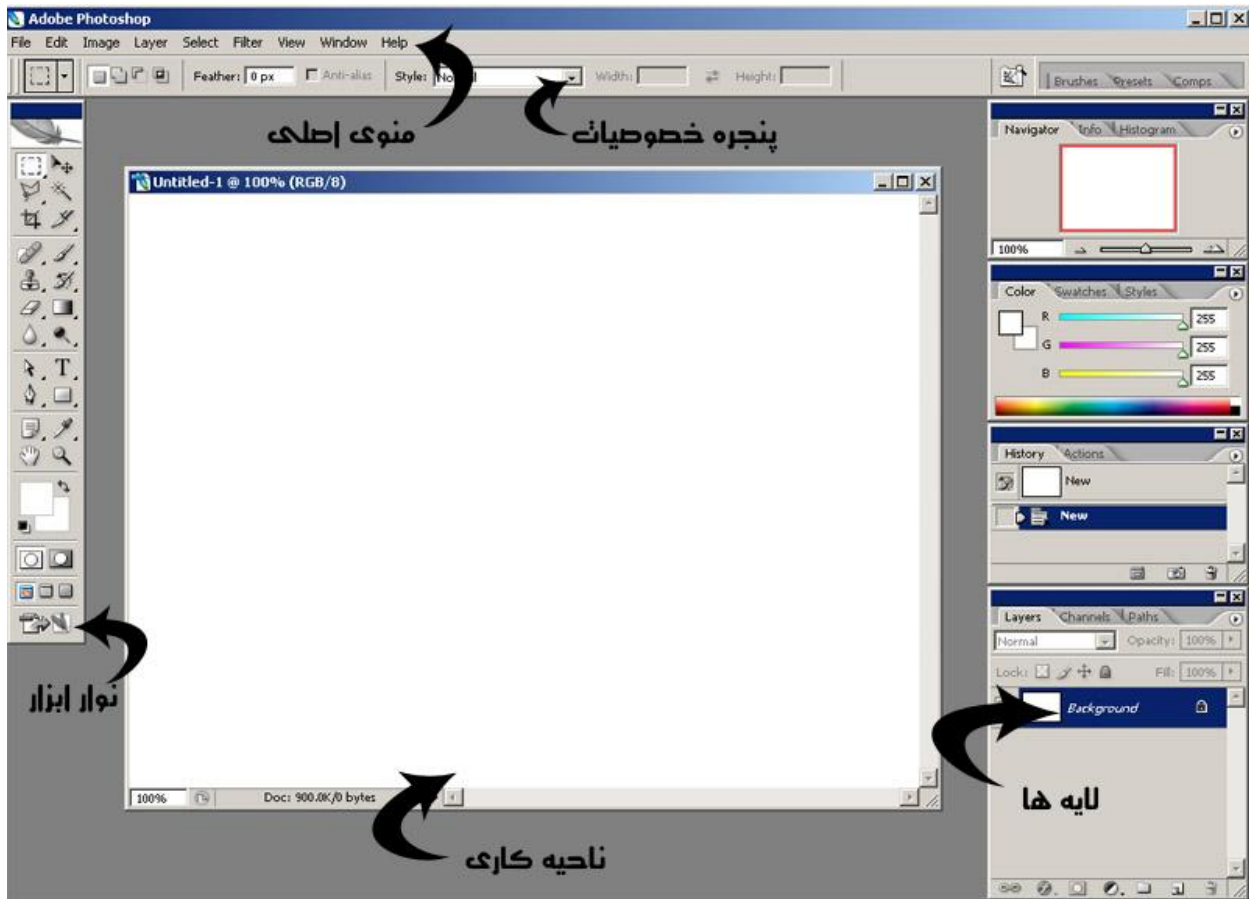 Adobe Photoshop
File Edit Image Layer Select Filter View Window Help
Feather: 0 px Anti-alias Style: Width: Height: Brushes Presets Comps
منوی اصلی
پنجره خصوصیات
Navigator Info Histogram
100%
Untitled-1 @ 100% (RGB/8)
Color Swatches Styles
R 255
G 255
B 255
T
History Actions
New
New
Layers Channels Paths
Normal Opacity: 100%
Lock: Fill: 100%
Background
نوار ابزار
لایه ها
100% Doc: 900.0K/0 bytes
ناحیه کاری